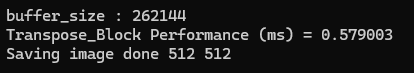 buffer_size : 262144
Transpose_Block Performance (ms) = 0.579003
Saving image done 512 512